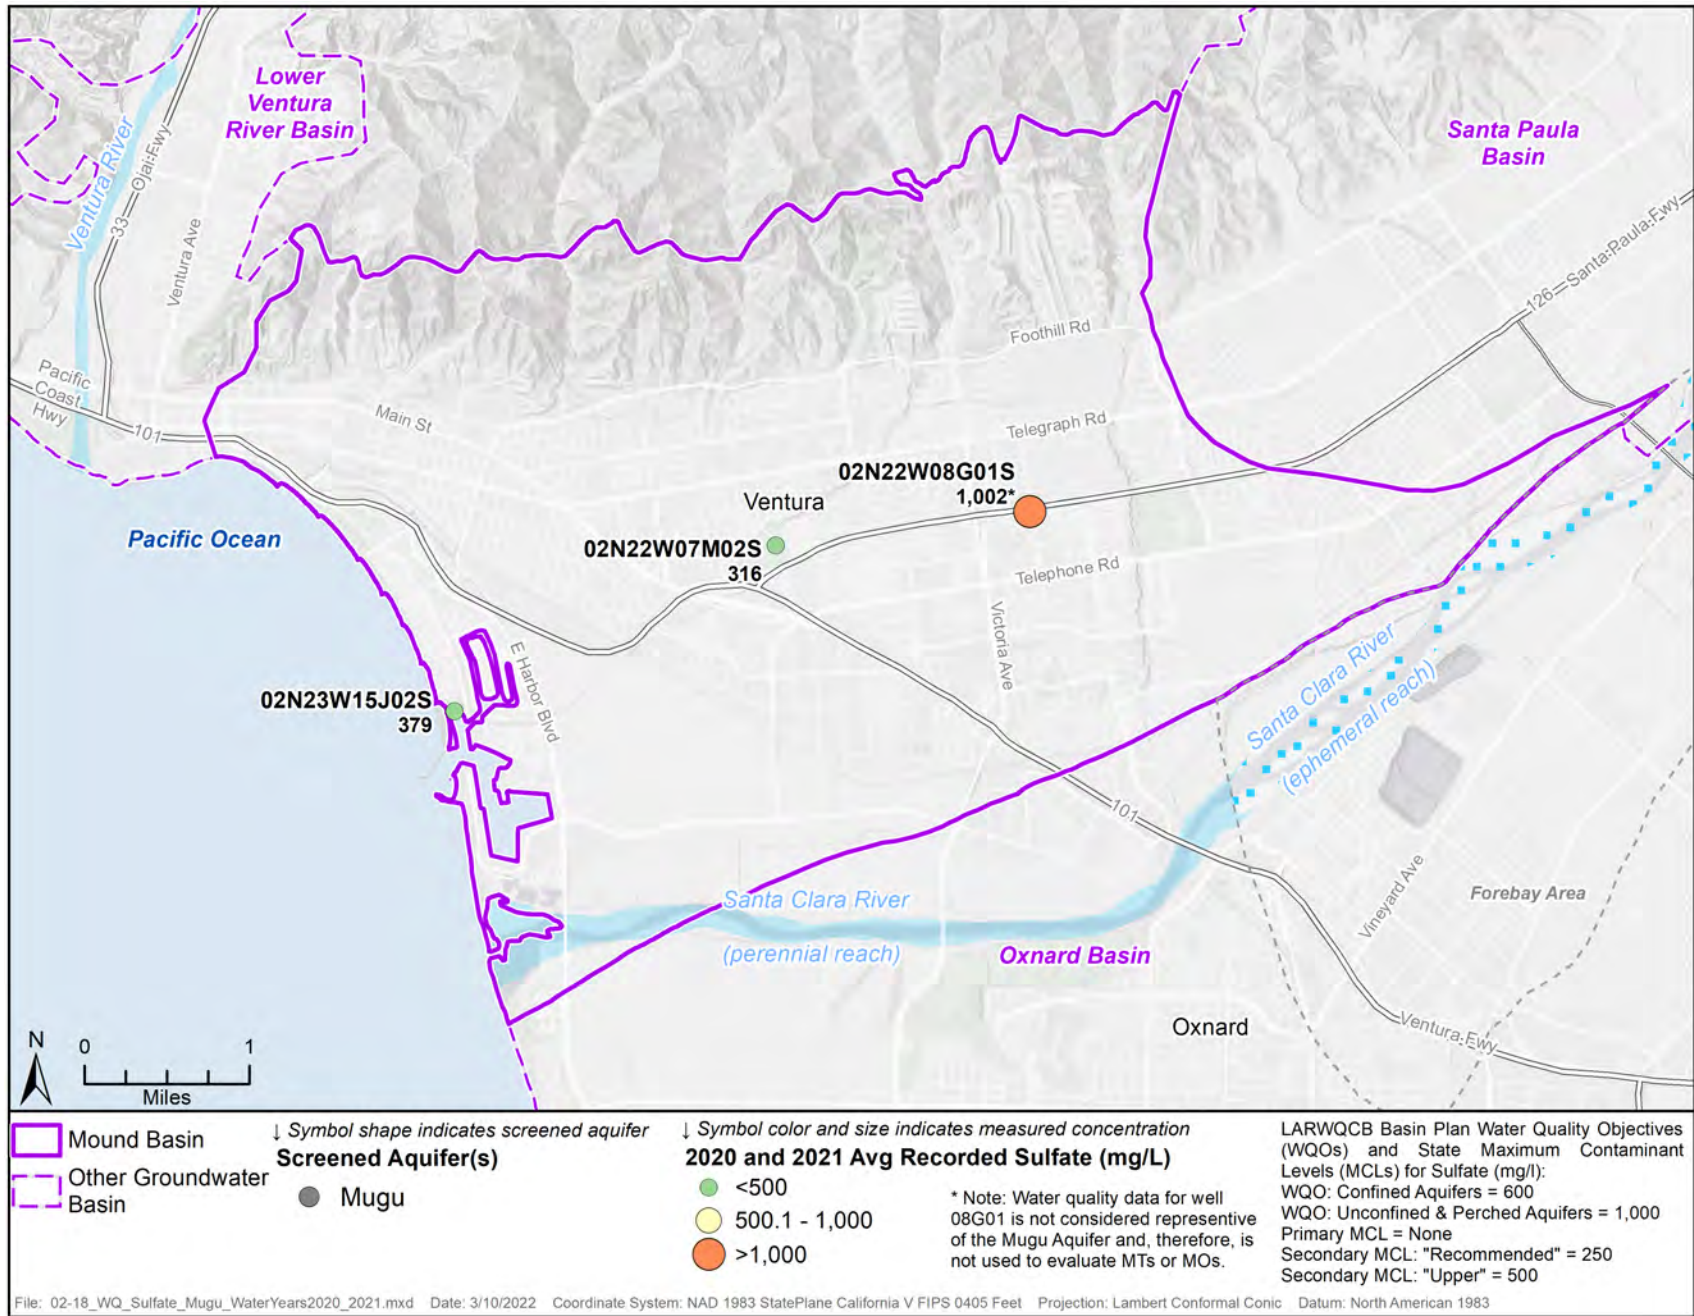 Lower
Ventura
River Basin
Santa Paula
Basin
Ventura River
33
Ojai Fwy
Ventura Ave
126
Santa Paula Fwy
Foothill Rd
Pacific
Coast
Hwy
101
Main St
Telegraph Rd
02N22W08G01S
1,002*
Ventura
Pacific Ocean
02N22W07M02S
316
Telephone Rd
Victoria Ave
E Harbor Blvd
02N23W15J02S
379
Santa Clara River
(ephemeral reach)
101
Vineyard Ave
Forebay Area
Santa Clara River
(perennial reach)
Oxnard Basin
Oxnard
Ventura Fwy
N
0 1
Miles
Mound Basin
Other Groundwater
Basin
↓ Symbol shape indicates screened aquifer
Screened Aquifer(s)
Mugu
↓ Symbol color and size indicates measured concentration
2020 and 2021 Avg Recorded Sulfate (mg/L)
<500
500.1 - 1,000
>1,000
* Note: Water quality data for well
08G01 is not considered representive
of the Mugu Aquifer and, therefore, is
not used to evaluate MTs or MOs.
LARWQCB Basin Plan Water Quality Objectives
(WQOs) and State Maximum Contaminant
Levels (MCLs) for Sulfate (mg/l):
WQO: Confined Aquifers = 600
WQO: Unconfined & Perched Aquifers = 1,000
Primary MCL = None
Secondary MCL: "Recommended" = 250
Secondary MCL: "Upper" = 500
File: 02-18_WQ_Sulfate_Mugu_WaterYears2020_2021.mxd Date: 3/10/2022 Coordinate System: NAD 1983 StatePlane California V FIPS 0405 Feet Projection: Lambert Conformal Conic Datum: North American 1983